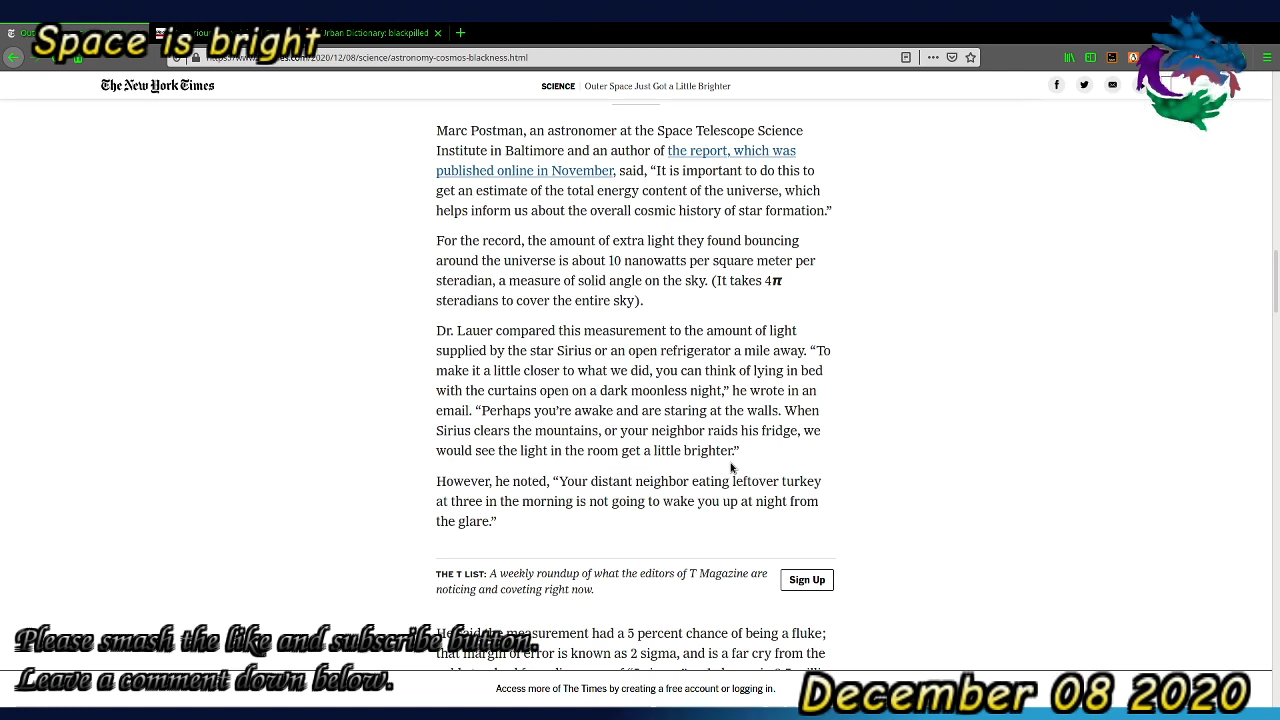 Space is bright
Urban Dictionary: blackpilled
2020/12/08/science/astronomy-cosmos-blackness.html
The New York Times
SCIENCE | Outer Space Just Got a Little Brighter
Marc Postman, an astronomer at the Space Telescope Science
Institute in Baltimore and an author of the report, which was
published online in November, said, “It is important to do this to
get an estimate of the total energy content of the universe, which
helps inform us about the overall cosmic history of star formation.”
For the record, the amount of extra light they found bouncing
around the universe is about 10 nanowatts per square meter per
steradian, a measure of solid angle on the sky. (It takes 4π
steradians to cover the entire sky).
Dr. Lauer compared this measurement to the amount of light
supplied by the star Sirius or an open refrigerator a mile away. “To
make it a little closer to what we did, you can think of lying in bed
with the curtains open on a dark moonless night,” he wrote in an
email. “Perhaps you’re awake and are staring at the walls. When
Sirius clears the mountains, or your neighbor raids his fridge, we
would see the light in the room get a little brighter.”
However, he noted, “Your distant neighbor eating leftover turkey
at three in the morning is not going to wake you up at night from
the glare.”
THE T LIST: A weekly roundup of what the editors of T Magazine are
noticing and coveting right now.
Sign Up
He said the measurement had a 5 percent chance of being a fluke;
that margin of error is known as 2 sigma, and is a far cry from the
Please smash the like and subscribe button.
Leave a comment down below.
Access more of The Times by creating a free account or logging in.
December 08 2020